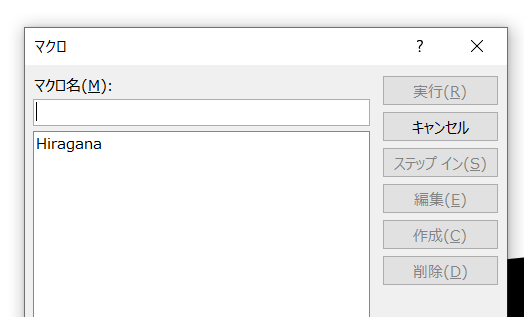 マクロ
マクロ名(M):
実行(R)
キャンセル
Hiragana
ステップ イン(S)
編集(E)
作成(C)
削除(D)